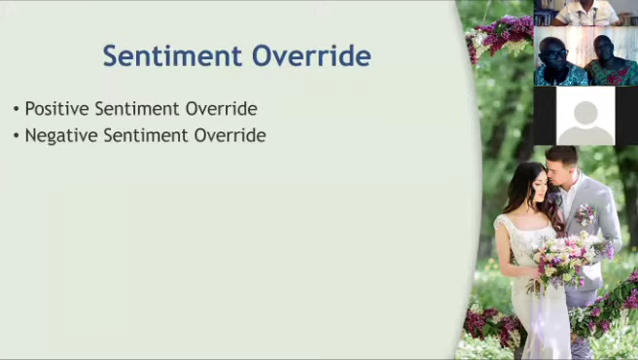 Sentiment Override
• Positive Sentiment Override
• Negative Sentiment Override